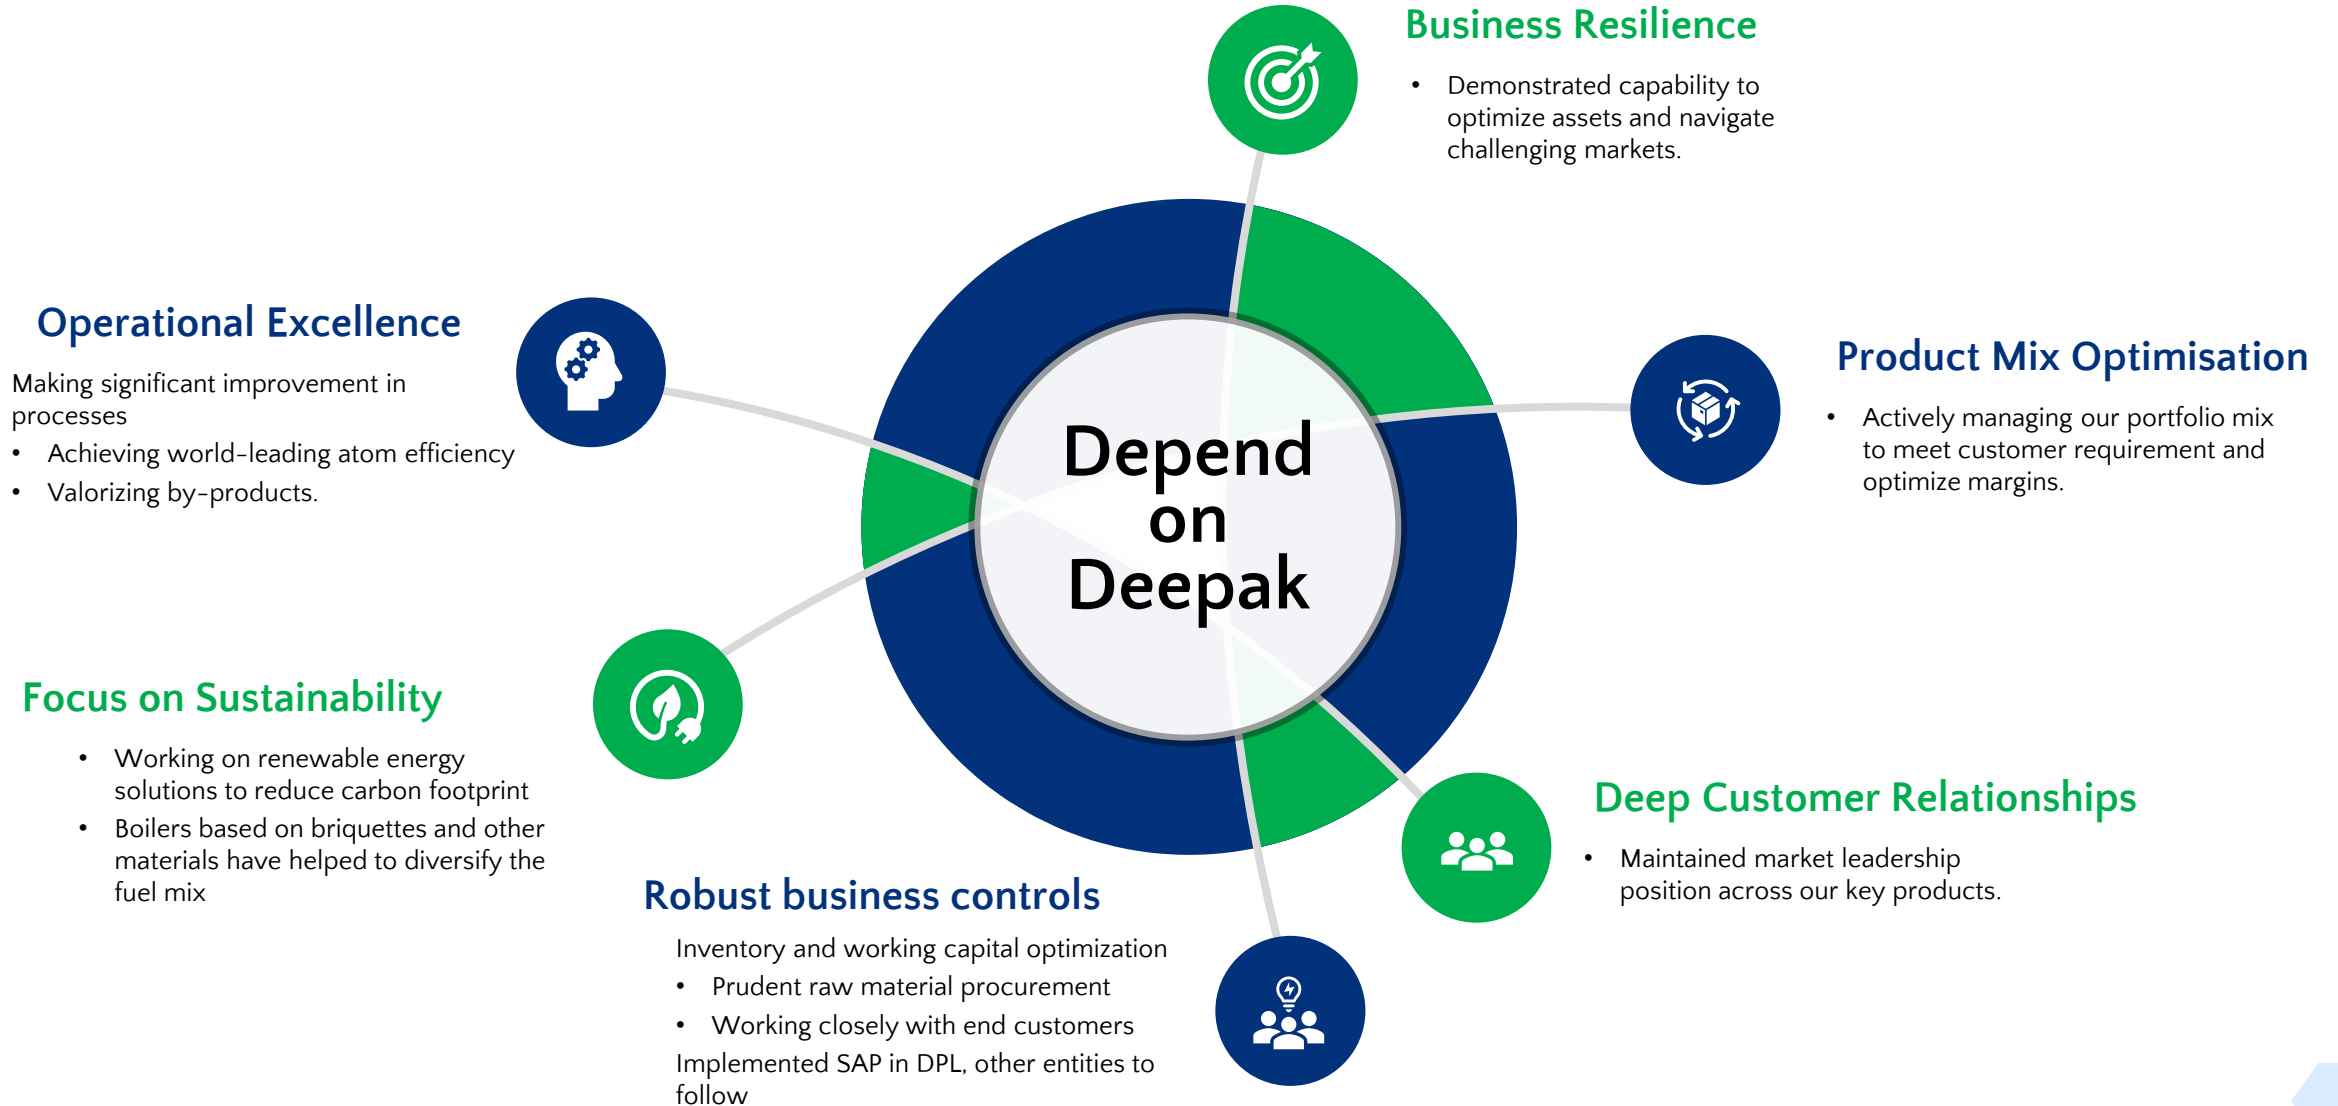 Business Resilience
• Demonstrated capability to
optimize assets and navigate
challenging markets.
Operational Excellence
Making significant improvement in
processes
• Achieving world-leading atom efficiency
• Valorizing by-products.
Product Mix Optimisation
• Actively managing our portfolio mix
to meet customer requirement and
optimize margins.
Depend
on
Deepak
Focus on Sustainability
• Working on renewable energy
solutions to reduce carbon footprint
• Boilers based on briquettes and other
materials have helped to diversify the
fuel mix
Deep Customer Relationships
• Maintained market leadership
position across our key products.
Robust business controls
Inventory and working capital optimization
• Prudent raw material procurement
• Working closely with end customers
Implemented SAP in DPL, other entities to
follow